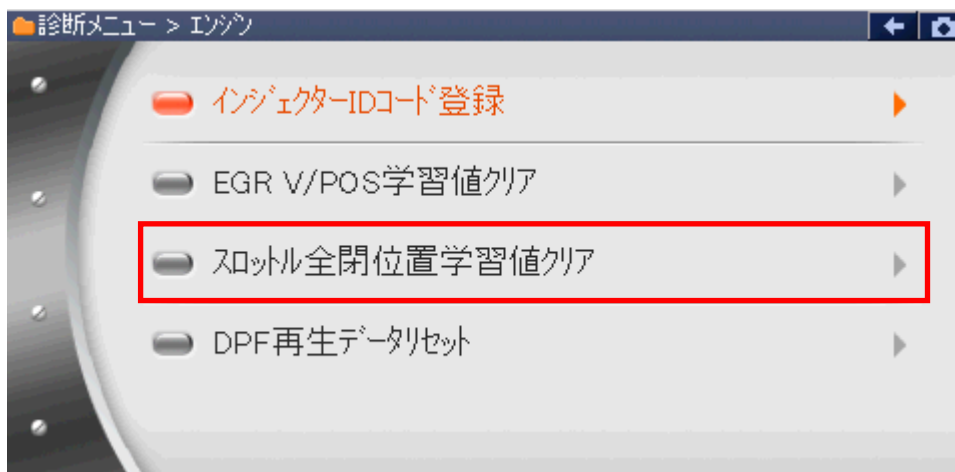 診断メニュー > ｴﾝｼﾞﾝ
ｲﾝｼﾞｪｸﾀｰIDｺｰﾄﾞ登録
EGR V/POS学習値ｸﾘｱ
ｽﾛｯﾄﾙ全閉位置学習値ｸﾘｱ
DPF再生ﾃﾞｰﾀﾘｾｯﾄ